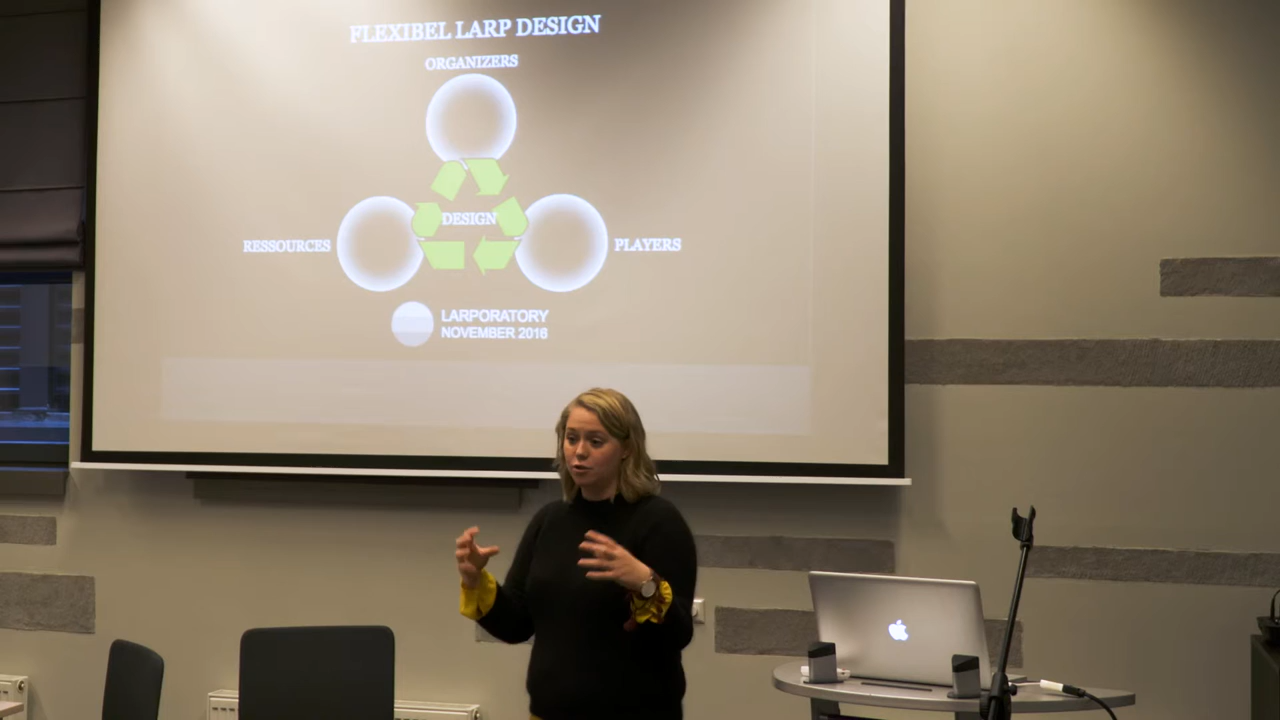 FLEXIBEL LARP DESIGN
ORGANIZERS
DESIGN
RESSOURCES
PLAYERS
LARPORATORY
NOVEMBER 2016